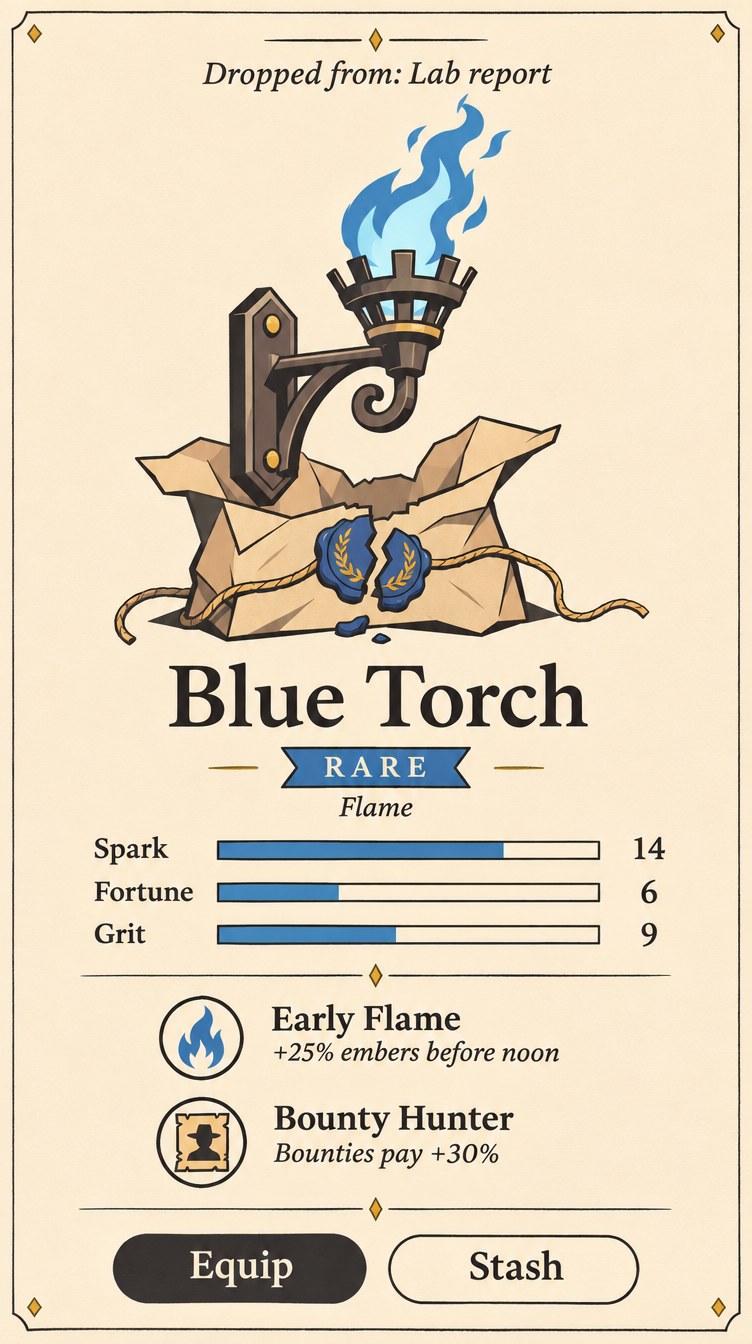 Dropped from: Lab report
Blue Torch
RARE
Flame
Spark 14
Fortune 6
Grit 9
Early Flame
+25% embers before noon
Bounty Hunter
Bounties pay +30%
Equip Stash